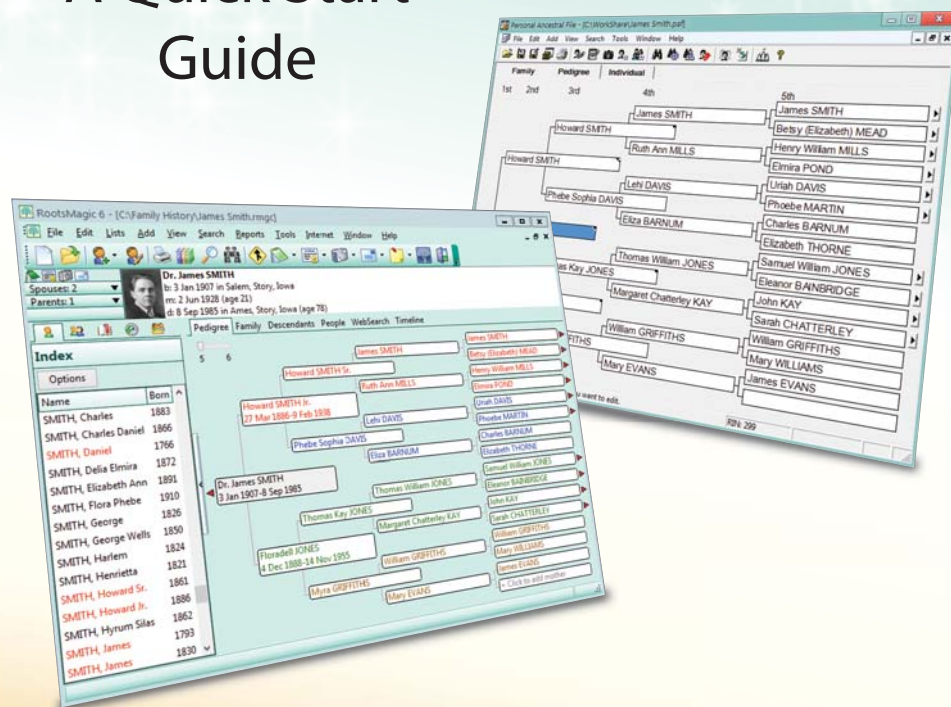 A Quick Start
Guide
Personal Ancestral File - [C:\WorkShare\James Smith.paf]
File Edit Add View Search Tools Window Help
Family Pedigree Individual
1st 2nd 3rd 4th 5th
James SMITH
James SMITH
Betsy (Elizabeth) MEAD
Howard SMITH
Henry William MILLS
Ruth Ann MILLS
Elmira POND
Howard SMITH
Uriah DAVIS
Lehi DAVIS
Phoebe MARTIN
Phebe Sophia DAVIS
Charles BARNUM
Eliza BARNUM
Elizabeth THORNE
Samuel William JONES
Thomas William JONES
Eleanor BAINBRIDGE
as Kay JONES
John KAY
Margaret Chatterley KAY
Sarah CHATTERLEY
William GRIFFITHS
William GRIFFITHS
Mary WILLIAMS
FITHS
James EVANS
Mary EVANS
u want to edit.
RIN: 299
RootsMagic 6 - [C:\Family History\James Smith.rmgc]
File Edit Lists Add View Search Reports Tools Internet Window Help
Spouses: 2
Parents: 1
Dr. James SMITH
b: 3 Jan 1907 in Salem, Story, Iowa
m: 2 Jun 1928 (age 21)
d: 8 Sep 1985 in Ames, Story, Iowa (age 78)
Pedigree Family Descendants People WebSearch Timeline
Index
Options
Name Born
SMITH, Charles 1883
SMITH, Charles Daniel 1866
SMITH, Daniel 1766
SMITH, Delia Elmira 1872
SMITH, Elizabeth Ann 1891
SMITH, Flora Phebe 1910
SMITH, George 1826
SMITH, George Wells 1850
SMITH, Harlem 1824
SMITH, Henrietta 1821
SMITH, Howard Sr. 1861
SMITH, Howard Jr. 1886
SMITH, Hyrum Silas 1862
SMITH, James 1793
SMITH, James 1830
5 6
James SMITH
James SMITH
Betsy (Elizabeth) MEAD
Howard SMITH Sr.
Henry William MILLS
Ruth Ann MILLS
Elmira POND
Howard SMITH Jr.
27 Mar 1886-9 Feb 1938
Uriah DAVIS
Lehi DAVIS
Phoebe MARTIN
Phebe Sophia DAVIS
Charles BARNUM
Eliza BARNUM
Elizabeth THORNE
Dr. James SMITH
3 Jan 1907-8 Sep 1985
Samuel William JONES
Thomas William JONES
Eleanor BAINBRIDGE
Thomas Kay JONES
John KAY
Margaret Chatterley KAY
Sarah CHATTERLEY
Floradell JONES
4 Dec 1888-14 Nov 1955
William GRIFFITHS
William GRIFFITHS
Mary WILLIAMS
Myra GRIFFITHS
James EVANS
Mary EVANS
+ Click to add mother